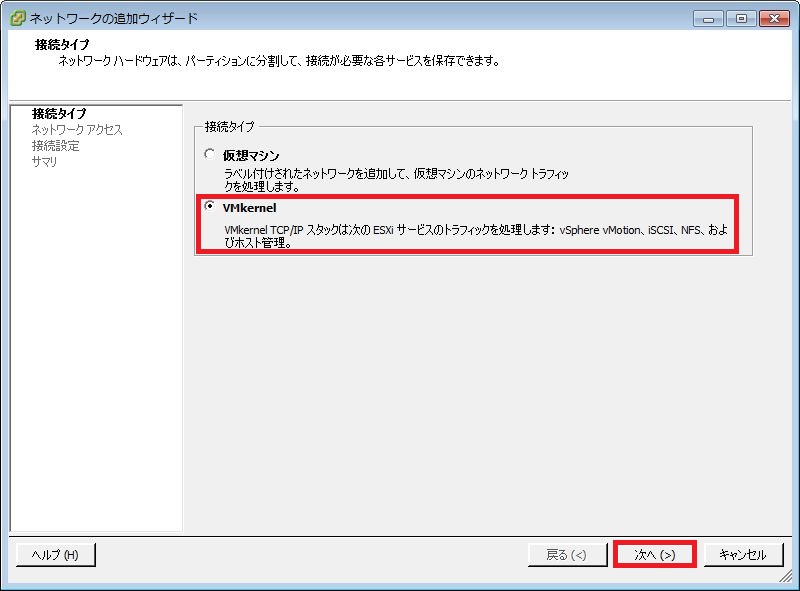 ネットワークの追加ウィザード
接続タイプ
ネットワーク ハードウェアは、パーティションに分割して、接続が必要な各サービスを保存できます。
接続タイプ
ネットワーク アクセス
接続設定
サマリ
接続タイプ
仮想マシン
ラベル付けされたネットワークを追加して、仮想マシンのネットワーク トラフィッ
クを処理します。
VMkernel
VMkernel TCP/IP スタックは次の ESXi サービスのトラフィックを処理します: vSphere vMotion、iSCSI、NFS、およ
びホスト管理。
ヘルプ (H)
戻る (<)
次へ (>)
キャンセル